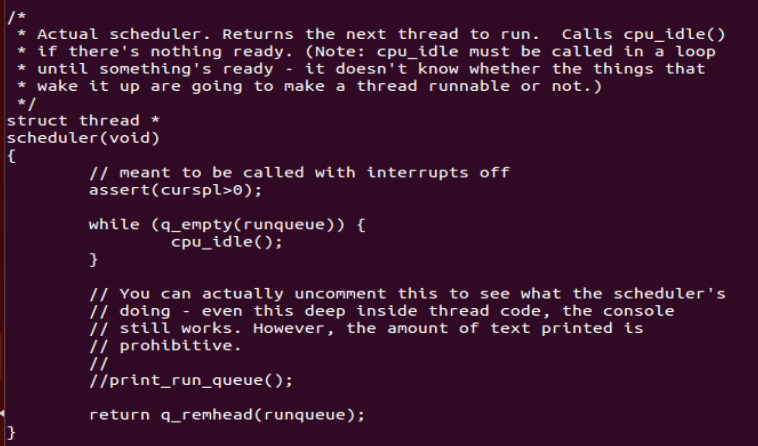 /*
 * Actual scheduler. Returns the next thread to run.  Calls cpu_idle()
 * if there's nothing ready. (Note: cpu_idle must be called in a loop
 * until something's ready - it doesn't know whether the things that
 * wake it up are going to make a thread runnable or not.)
 */
struct thread *
scheduler(void)
{
        // meant to be called with interrupts off
        assert(curspl>0);

        while (q_empty(runqueue)) {
                cpu_idle();
        }

        // You can actually uncomment this to see what the scheduler's
        // doing - even this deep inside thread code, the console
        // still works. However, the amount of text printed is
        // prohibitive.
        //
        //print_run_queue();

        return q_remhead(runqueue);
}